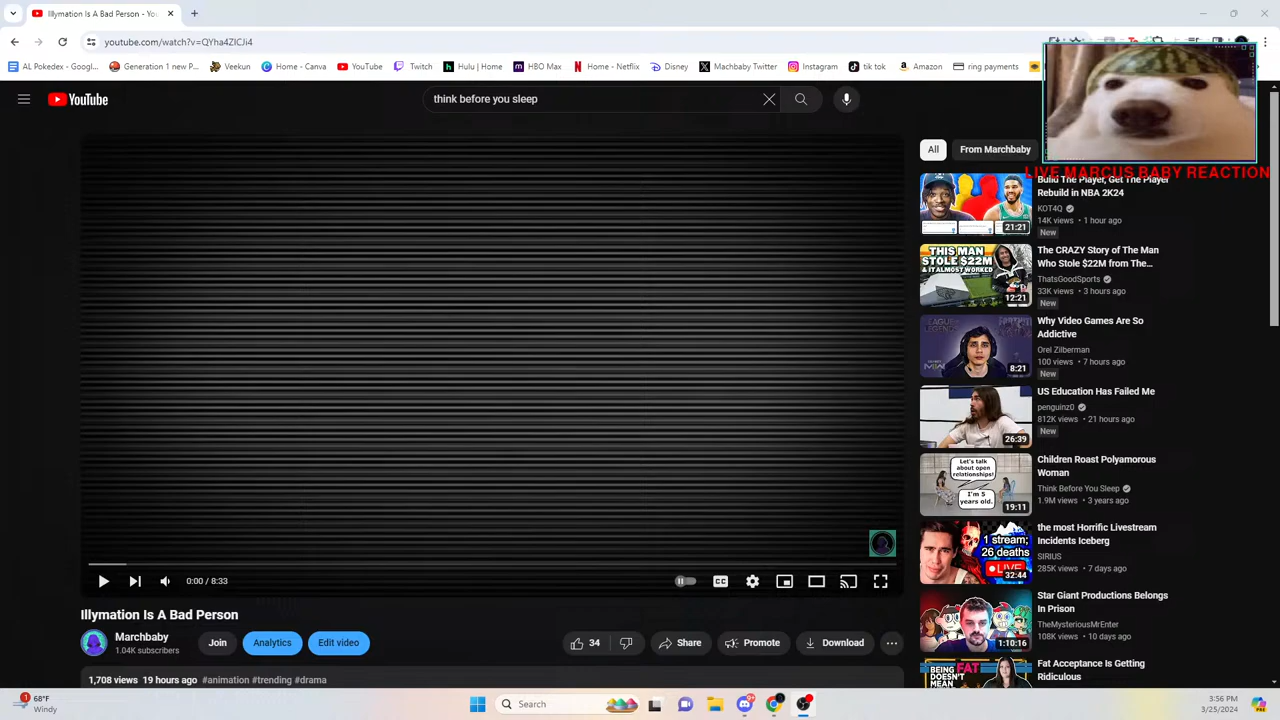 Illymation Is A Bad Person - You
youtube.com/watch?v=QYha4ZICJi4
AL Pokedex - Googl... Generation 1 new P... Veekun Home - Canva YouTube Twitch Hulu | Home Home - Netflix Disney Machbaby Twitter Instagram tik tok Amazon ring payments
YouTube
think before you sleep
All From Marchbaby
LIVE MARCUS BABY REACTION
Build The Player, Get The Player
Rebuild in NBA 2K24
KOT4Q
14K views • 1 hour ago
New
21:21
THIS MAN
STOLE $22M
& IT ALMOST WORKED
12:21
The CRAZY Story of The Man
Who Stole $22M from The...
ThatsGoodSports
33K views • 3 hours ago
New
8:21
Why Video Games Are So
Addictive
Orel Zilberman
100 views • 7 hours ago
New
26:39
US Education Has Failed Me
penguinz0
812K views • 21 hours ago
New
Let's talk
about open
relationships!
I'm 5
years old.
19:11
Children Roast Polyamorous
Woman
Think Before You Sleep
1.9M views • 3 years ago
1 stream;
26 deaths
LIVE
32:44
the most Horrific Livestream
Incidents Iceberg
SIRIUS
285K views • 7 days ago
1:10:16
Star Giant Productions Belongs
In Prison
TheMysteriousMrEnter
108K views • 10 days ago
BEING FAT
DOESN'T
MEAN
Fat Acceptance Is Getting
Ridiculous
0:00 / 8:33
Illymation Is A Bad Person
Marchbaby
1.04K subscribers
Join Analytics Edit video 34 Share Promote Download
1,708 views 19 hours ago #animation #trending #drama
1
68°F
Windy
Search
3:56 PM
3/25/2024